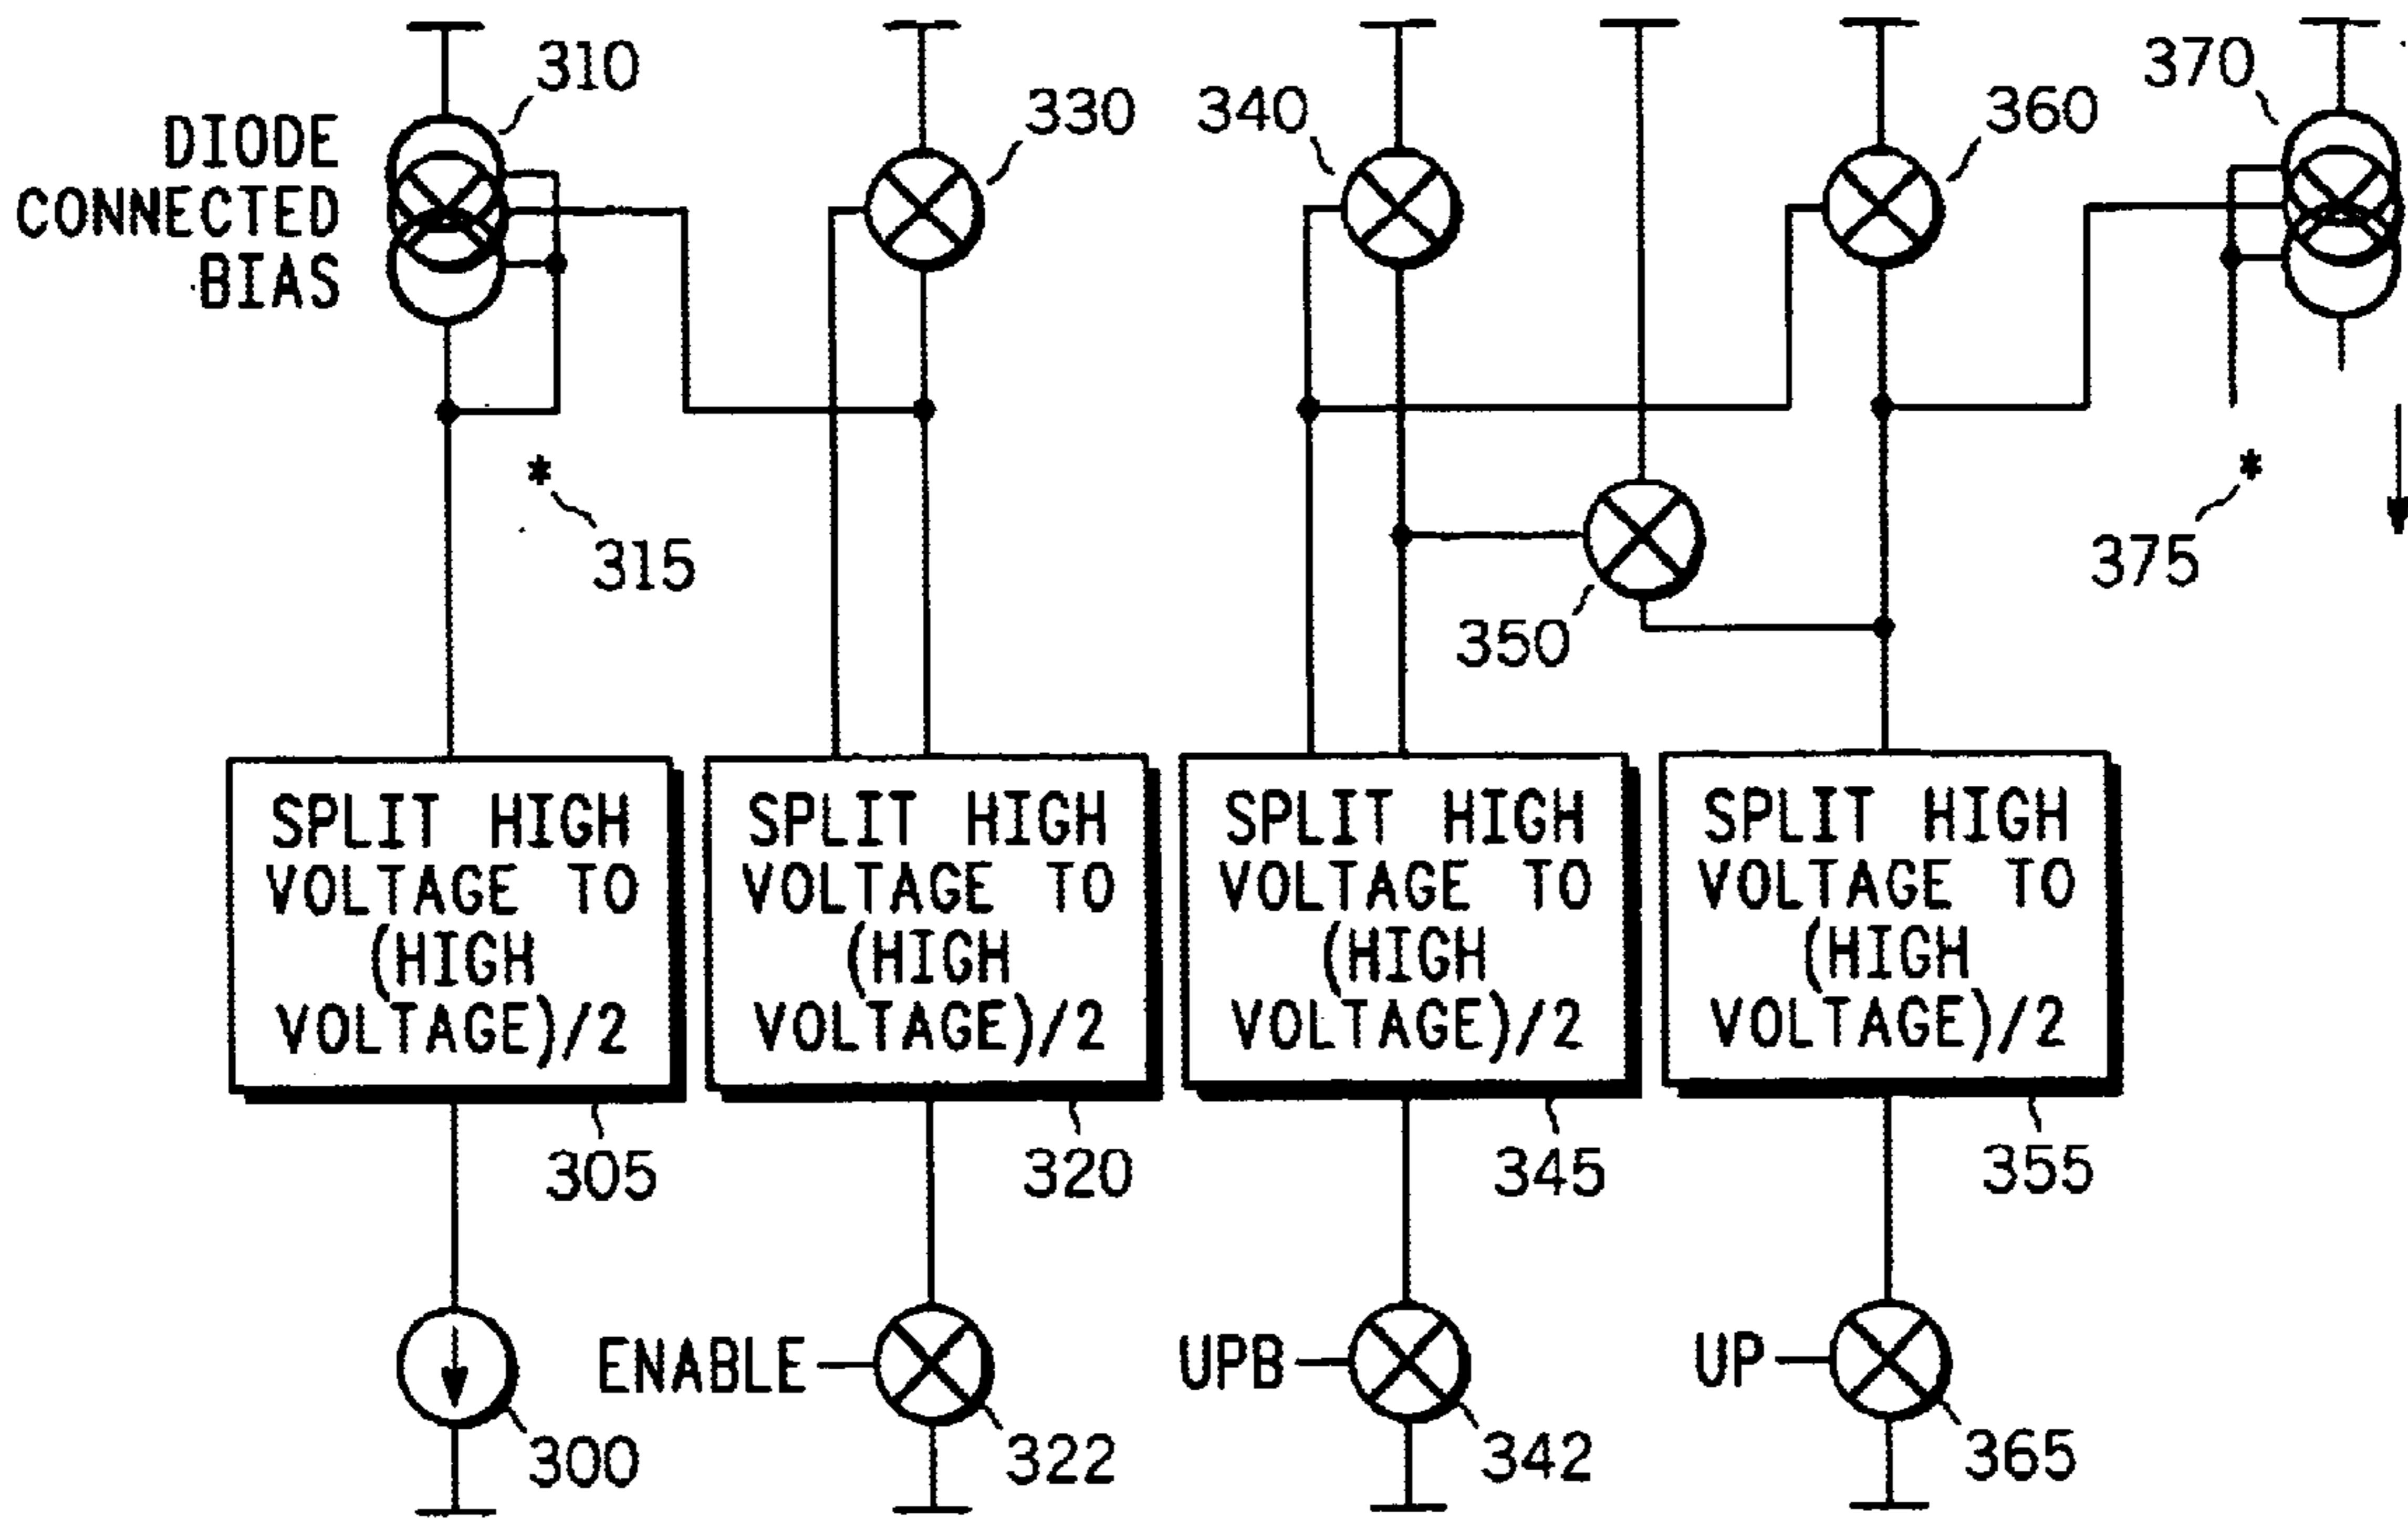 310
330
340
360
370
DIODE
CONNECTED
BIAS
*
315
350
*
375
SPLIT HIGH
VOLTAGE TO
(HIGH
VOLTAGE)/2
SPLIT HIGH
VOLTAGE TO
(HIGH
VOLTAGE)/2
SPLIT HIGH
VOLTAGE TO
(HIGH
VOLTAGE)/2
SPLIT HIGH
VOLTAGE TO
(HIGH
VOLTAGE)/2
305
320
345
355
ENABLE
UPB
UP
300
322
342
365